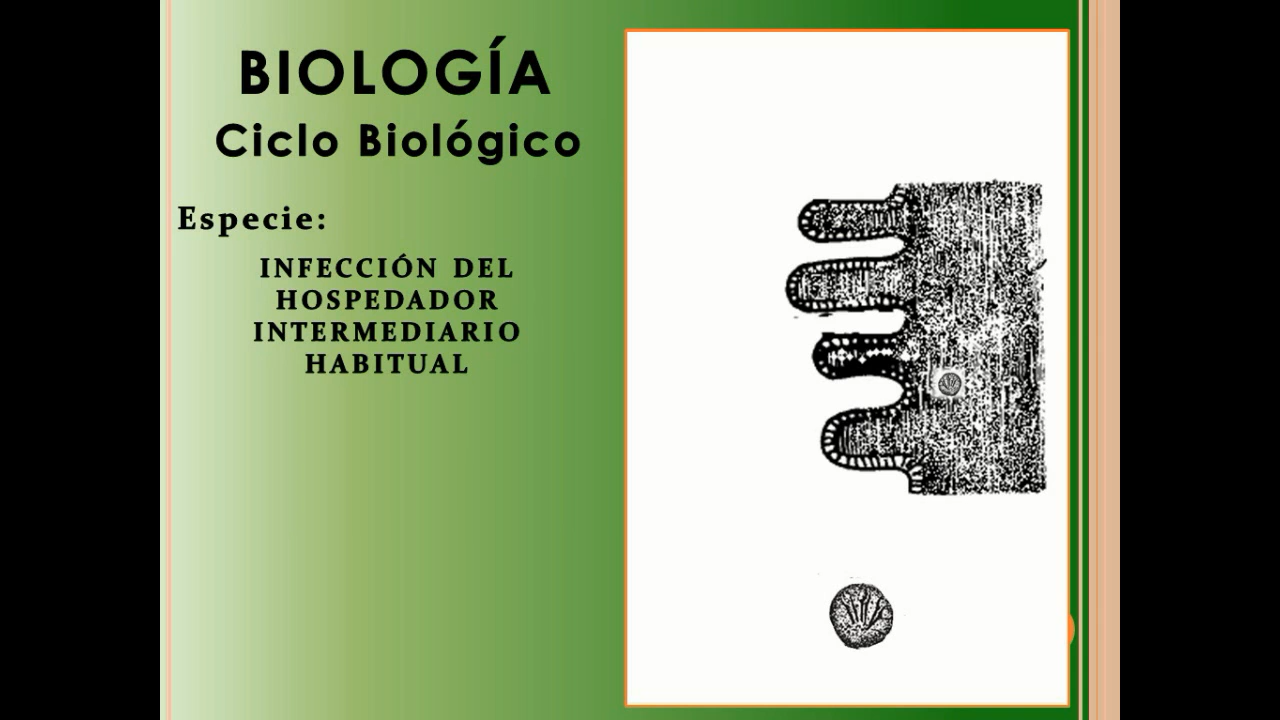 BIOLOGÍA
Ciclo Biológico
Especie:
INFECCIÓN DEL
HOSPEDADOR
INTERMEDIARIO
HABITUAL